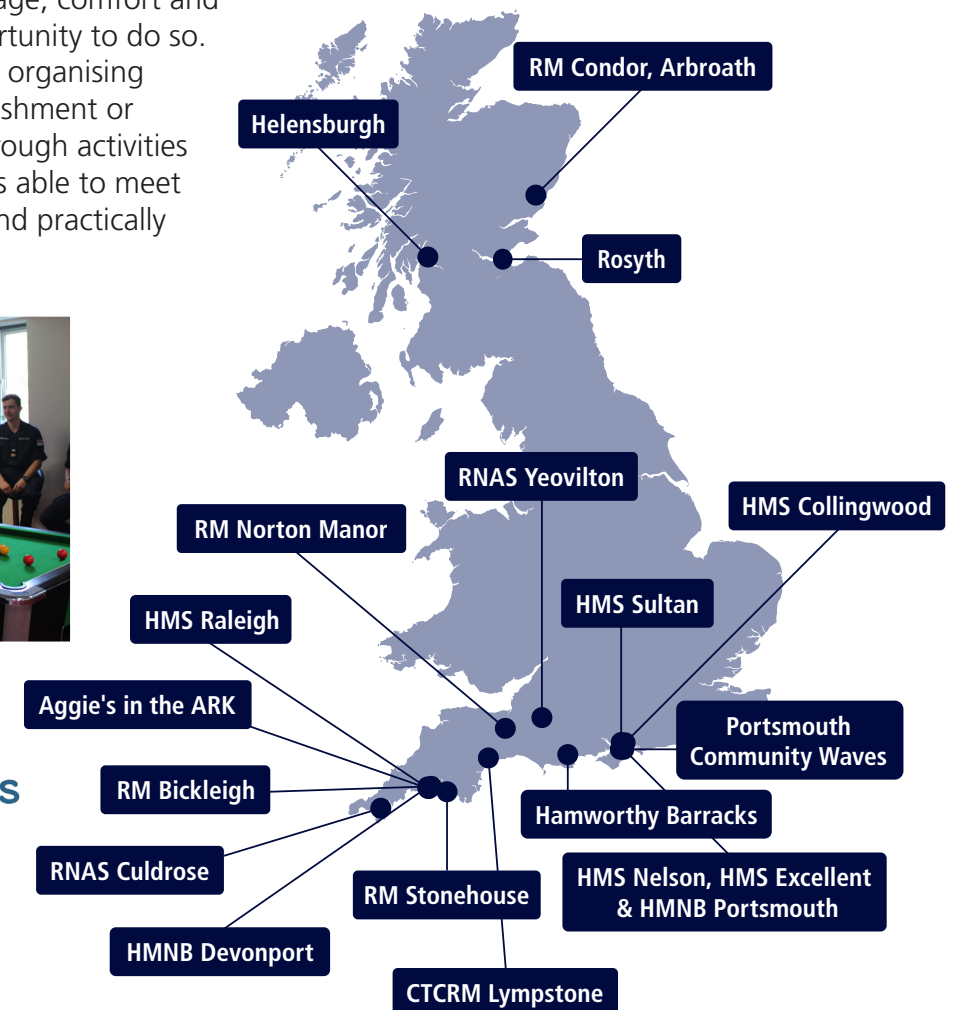 age, comfort and
rtunity to do so.
organising
shment or
rough activities
s able to meet
nd practically
s
RM Condor, Arbroath
Helensburgh
Rosyth
RNAS Yeovilton
HMS Collingwood
RM Norton Manor
HMS Sultan
HMS Raleigh
Aggie's in the ARK
Portsmouth
Community Waves
RM Bickleigh
Hamworthy Barracks
RNAS Culdrose
RM Stonehouse
HMS Nelson, HMS Excellent
& HMNB Portsmouth
HMNB Devonport
CTCRM Lympstone